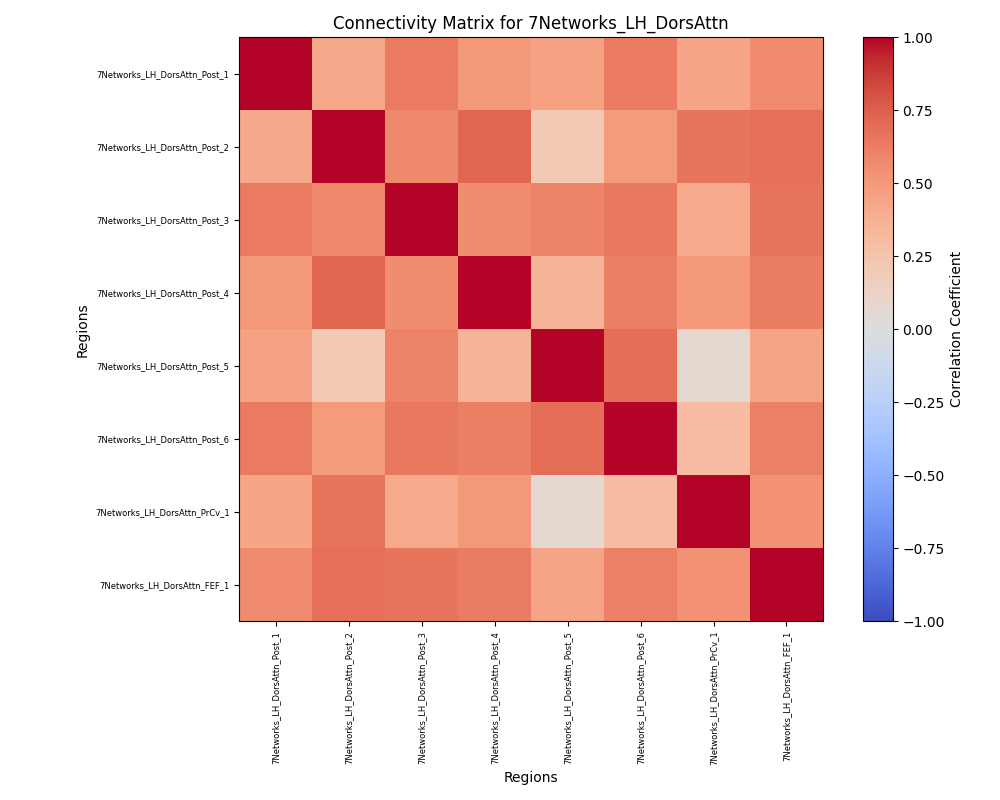 Connectivity Matrix for 7Networks_LH_DorsAttn
7Networks_LH_DorsAttn_Post_1
7Networks_LH_DorsAttn_Post_2
7Networks_LH_DorsAttn_Post_3
7Networks_LH_DorsAttn_Post_4
7Networks_LH_DorsAttn_Post_5
7Networks_LH_DorsAttn_Post_6
7Networks_LH_DorsAttn_PrCv_1
7Networks_LH_DorsAttn_FEF_1
Regions
7Networks_LH_DorsAttn_Post_1
7Networks_LH_DorsAttn_Post_2
7Networks_LH_DorsAttn_Post_3
7Networks_LH_DorsAttn_Post_4
7Networks_LH_DorsAttn_Post_5
7Networks_LH_DorsAttn_Post_6
7Networks_LH_DorsAttn_PrCv_1
7Networks_LH_DorsAttn_FEF_1
Regions
1.00
0.75
0.50
0.25
0.00
−0.25
−0.50
−0.75
−1.00
Correlation Coefficient